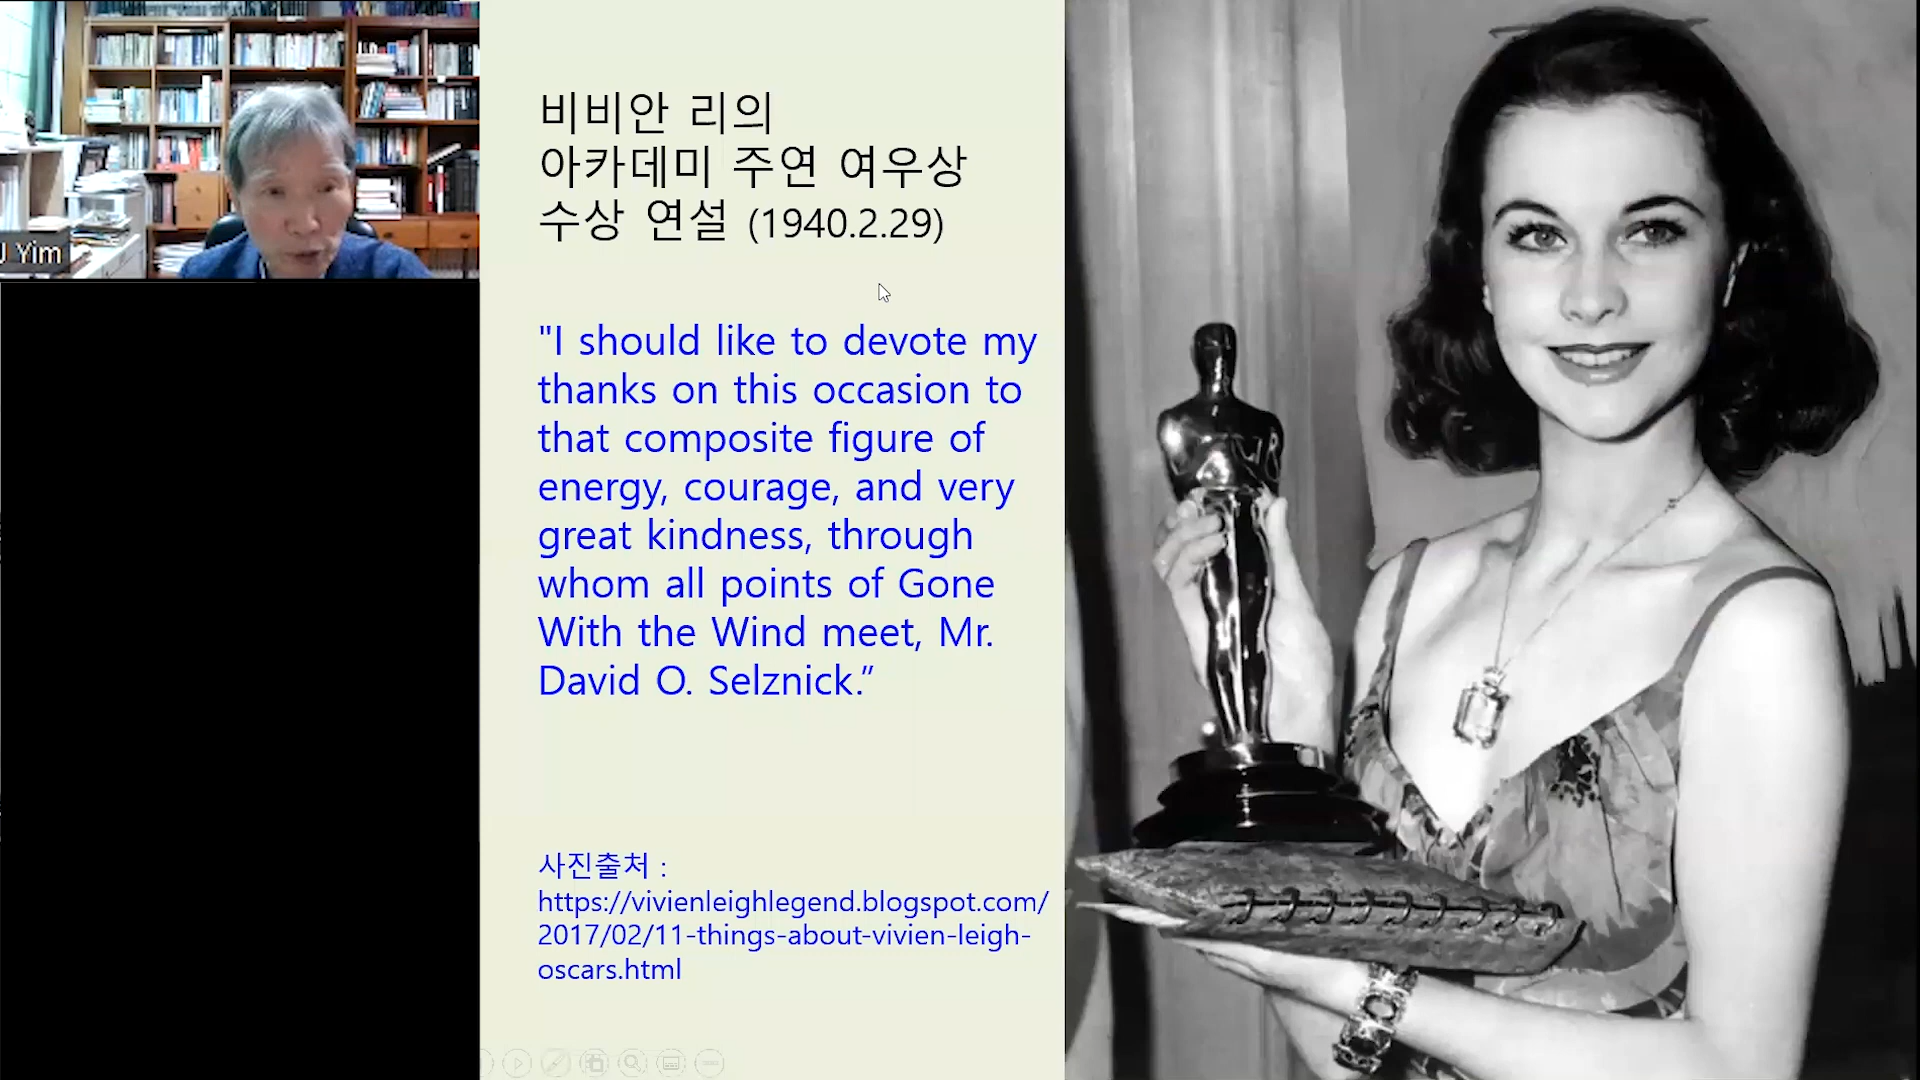 J Yim
비비안 리의
아카데미 주연 여우상
수상 연설 (1940.2.29)
"I should like to devote my
thanks on this occasion to
that composite figure of
energy, courage, and very
great kindness, through
whom all points of Gone
With the Wind meet, Mr.
David O. Selznick.”
사진출처 :
https://vivienleighlegend.blogspot.com/
2017/02/11-things-about-vivien-leigh-
oscars.html